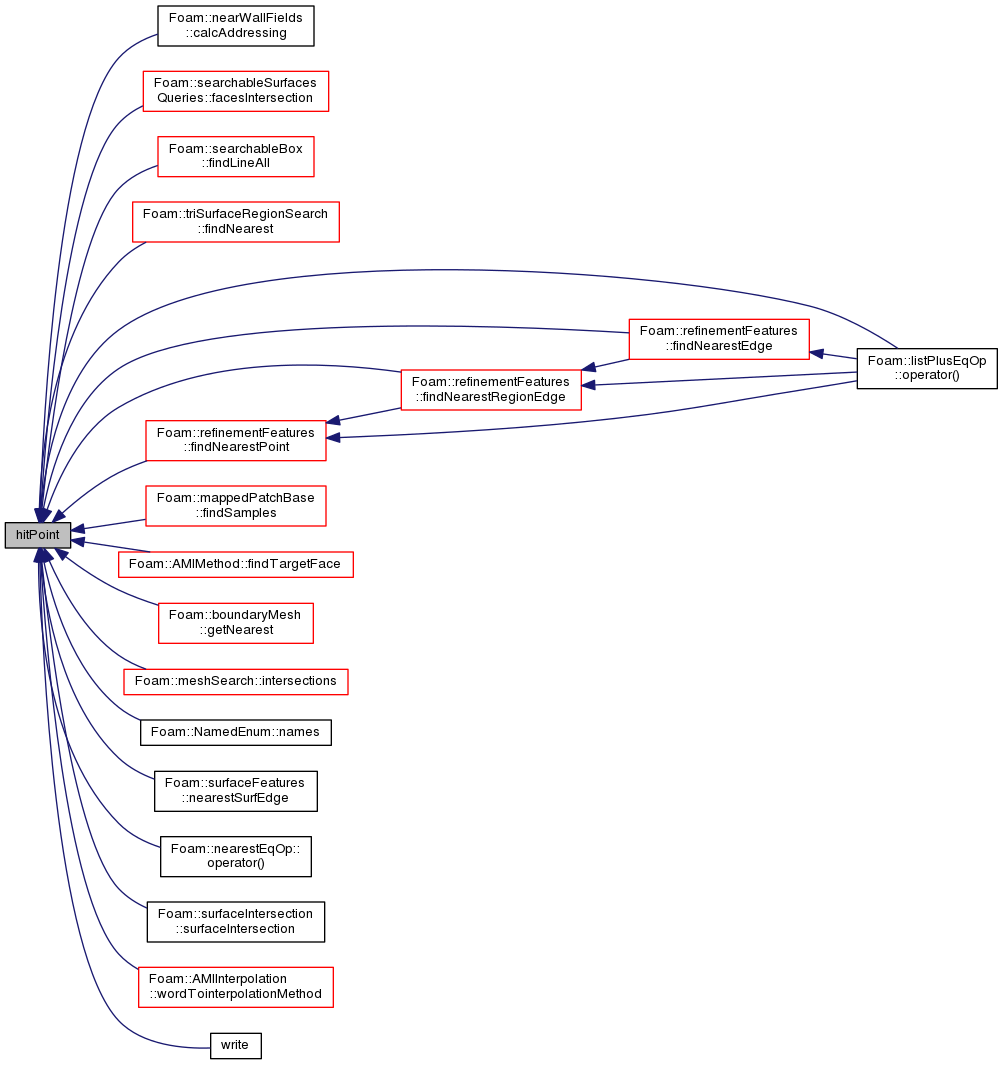 Foam::nearWallFields
::calcAddressing
Foam::searchableSurfaces
Queries::facesIntersection
Foam::searchableBox
::findLineAll
Foam::triSurfaceRegionSearch
::findNearest
Foam::refinementFeatures
::findNearestEdge
Foam::listPlusEqOp
::operator()
Foam::refinementFeatures
::findNearestRegionEdge
Foam::refinementFeatures
::findNearestPoint
Foam::mappedPatchBase
::findSamples
hitPoint
Foam::AMIMethod::findTargetFace
Foam::boundaryMesh
::getNearest
Foam::meshSearch::intersections
Foam::NamedEnum::names
Foam::surfaceFeatures
::nearestSurfEdge
Foam::nearestEqOp::
operator()
Foam::surfaceIntersection
::surfaceIntersection
Foam::AMIInterpolation
::wordTointerpolationMethod
write